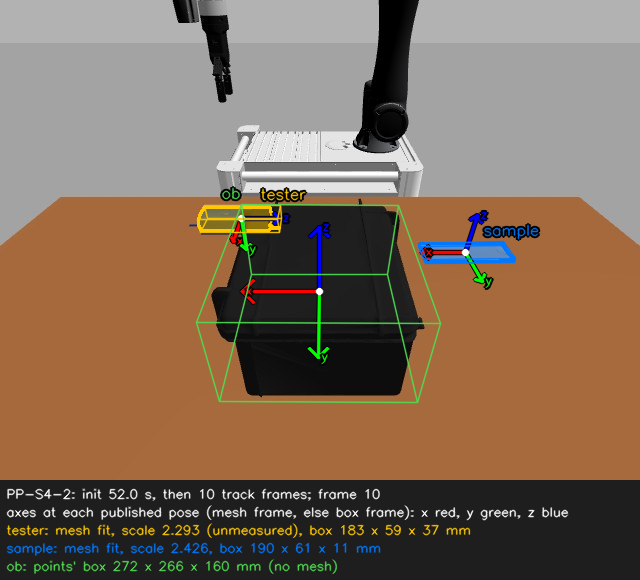 ob tester
z
x y
z
sample
z
x
y
x
y
PP-S4-2: init 52.0 s, then 10 track frames; frame 10
axes at each published pose (mesh frame, else box frame): x red, y green, z blue
tester: mesh fit, scale 2.293 (unmeasured), box 183 x 59 x 37 mm
sample: mesh fit, scale 2.426, box 190 x 61 x 11 mm
ob: points' box 272 x 266 x 160 mm (no mesh)